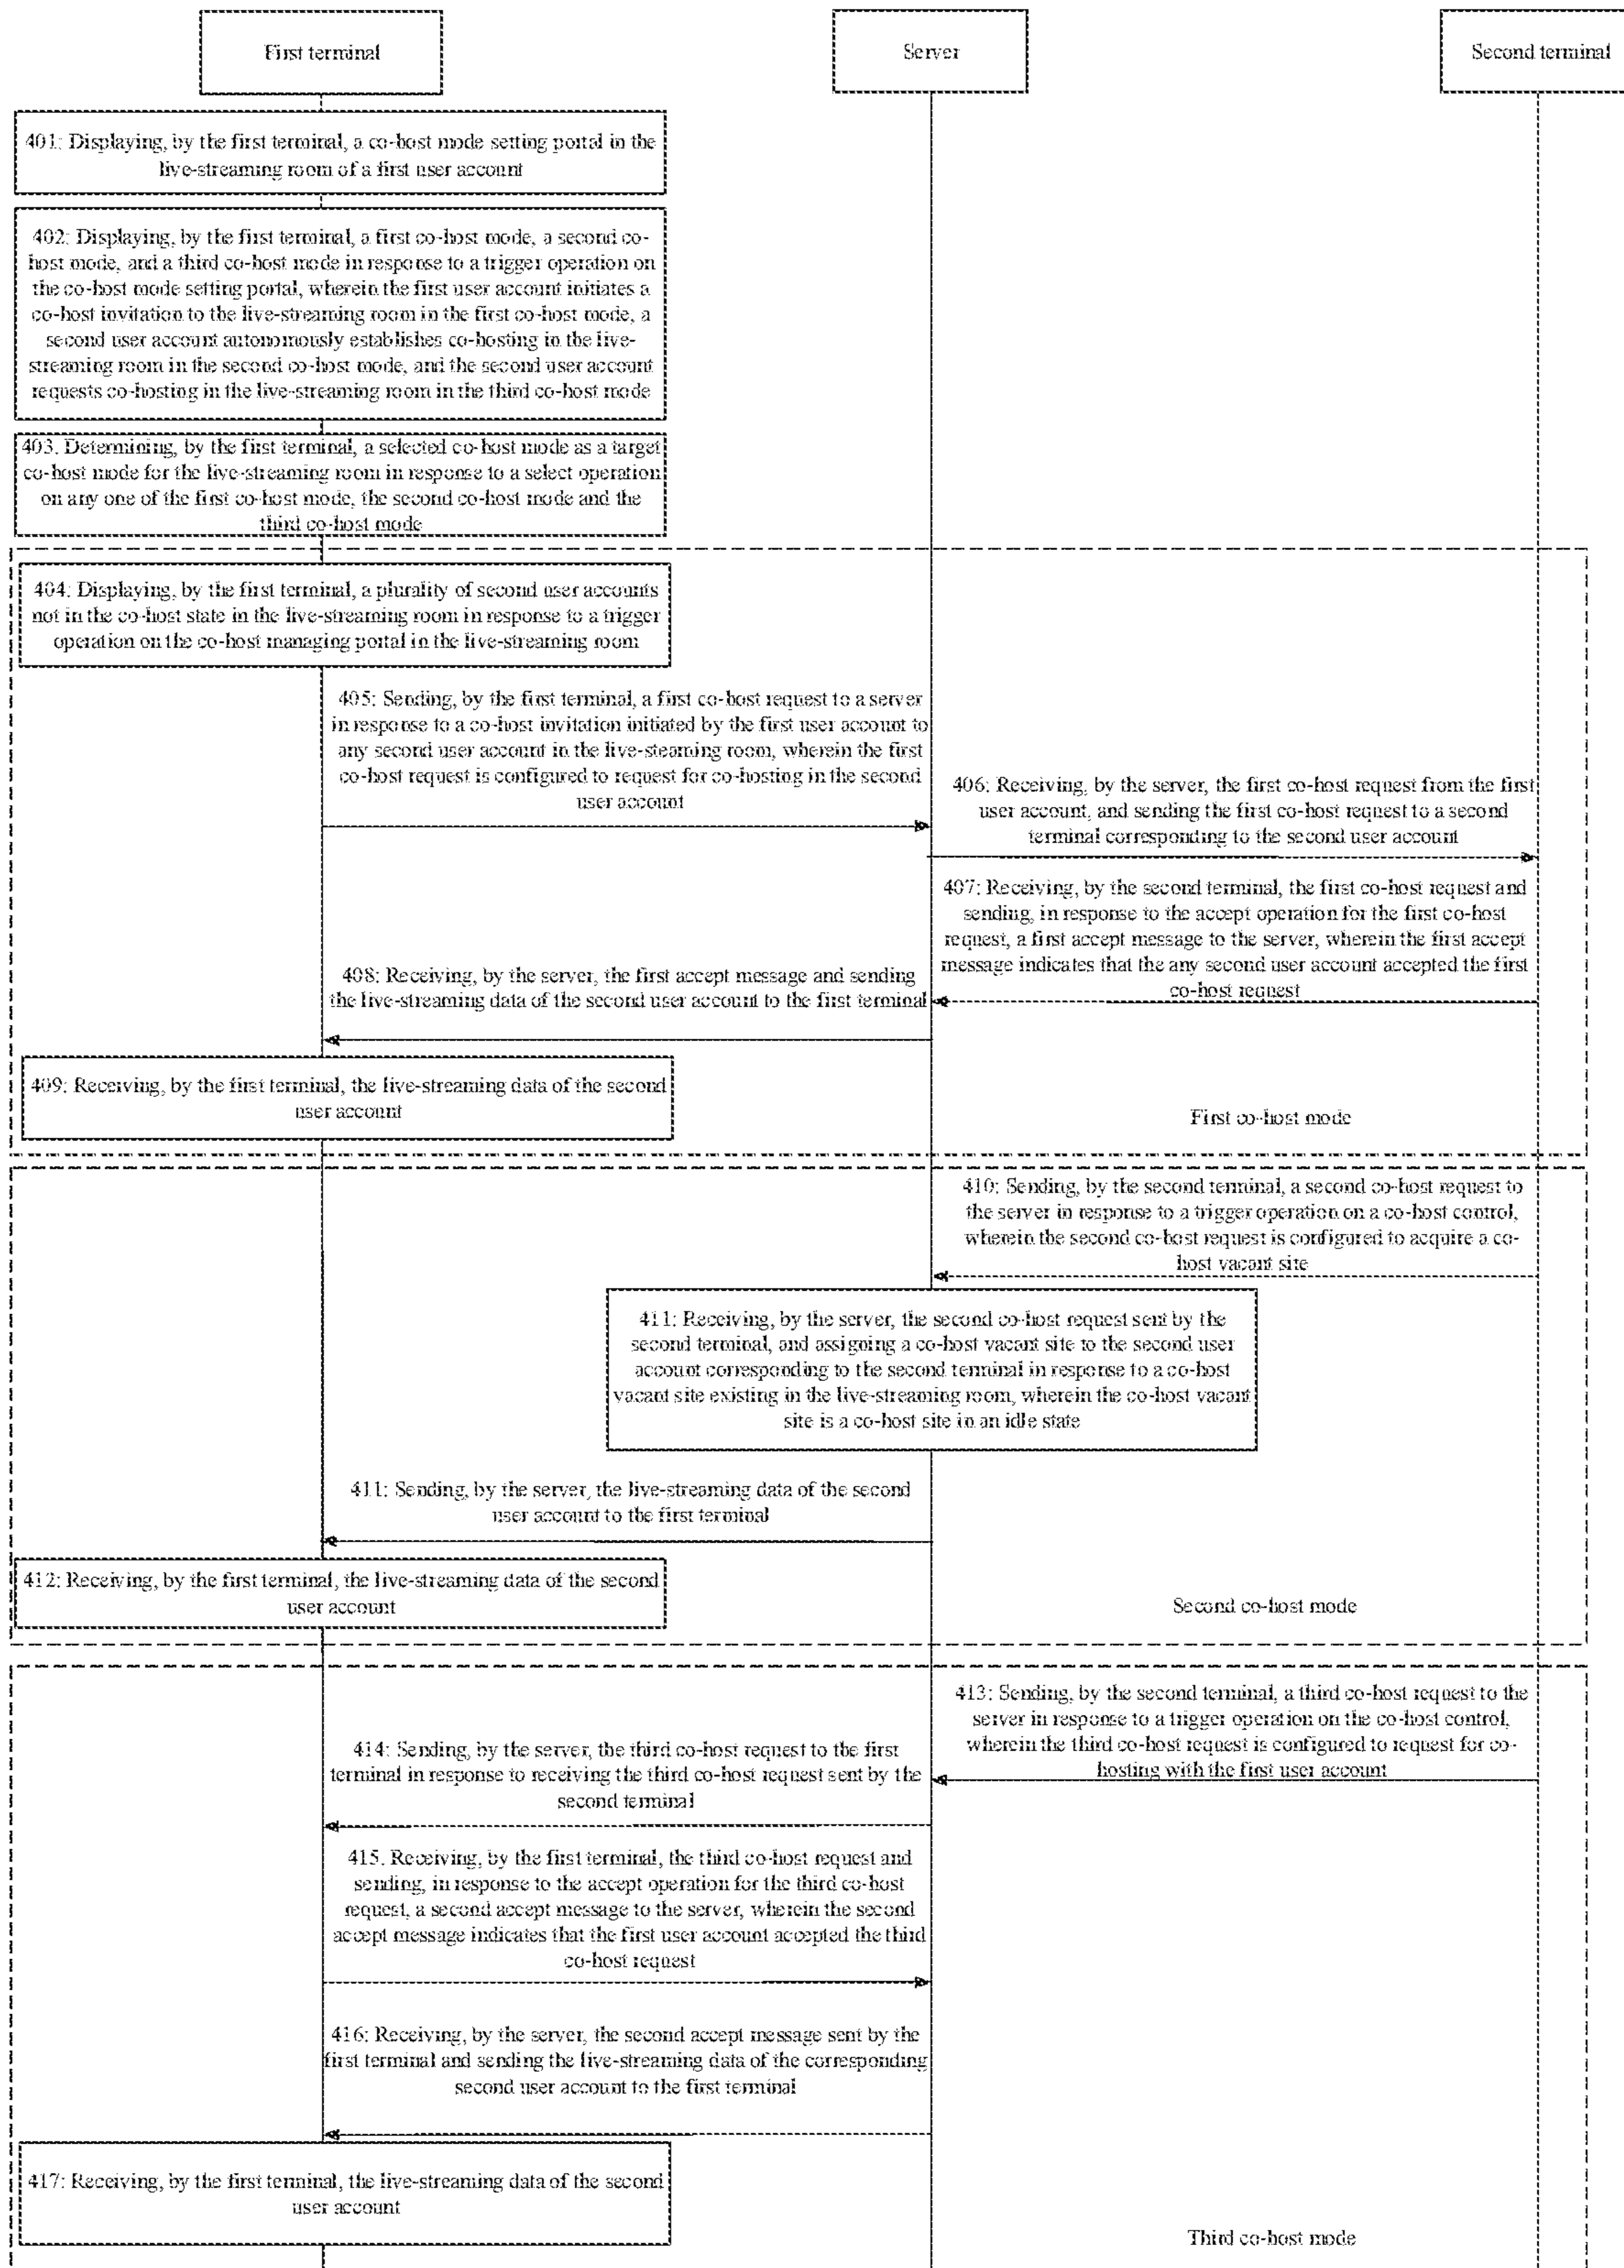 First terminal
Server
Second terminal
401: Displaying, by the first terminal, a co-host mode setting portal in the
live-streaming room of a first user account
402: Displaying, by the first terminal, a first co-host mode, a second co-
host mode, and a third co-host mode in response to a trigger operation on
the co-host mode setting portal, wherein the first user account initiates a
co-host invitation to the live-streaming room in the first co-host mode, a
second user account autonomously establishes co-hosting in the live-
streaming room in the second co-host mode, and the second user account
requests co-hosting in the live-streaming room in the third co-host mode
403. Determining, by the first terminal, a selected co-host mode as a target
co-host mode for the live-streaming room in response to a select operation
on any one of the first co-host mode, the second co-host mode and the
third co-host mode
404: Displaying, by the first terminal, a plurality of second user accounts
not in the co-host state in the live-streaming room in response to a trigger
operation on the co-host managing portal in the live-streaming room
405: Sending, by the first terminal, a first co-host request to a server
in response to a co-host invitation initiated by the first user account to
any second user account in the live-steaming room, wherein the first
co-host request is configured to request for co-hosting in the second
user account
406: Receiving, by the server, the first co-host request from the first
user account, and sending the first co-host request to a second
terminal corresponding to the second user account
407: Receiving, by the second terminal, the first co-host request and
sending, in response to the accept operation for the first co-host
request, a first accept message to the server, wherein the first accept
message indicates that the any second user account accepted the first
co-host request
408: Receiving, by the server, the first accept message and sending
the live-streaming data of the second user account to the first terminal
409: Receiving, by the first terminal, the live-streaming data of the second
user account
First co-host mode
410: Sending, by the second terminal, a second co-host request to
the server in response to a trigger operation on a co-host control,
wherein the second co-host request is configured to acquire a co-
host vacant site
411: Receiving, by the server, the second co-host request sent by the
second terminal, and assigning a co-host vacant site to the second user
account corresponding to the second terminal in response to a co-host
vacant site existing in the live-streaming room, wherein the co-host vacant
site is a co-host site in an idle state
411: Sending, by the server, the live-streaming data of the second
user account to the first terminal
412: Receiving, by the first terminal, the live-streaming data of the second
user account
Second co-host mode
413: Sending, by the second terminal, a third co-host request to the
server in response to a trigger operation on the co-host control,
wherein the third co-host request is configured to request for co-
hosting with the first user account
414: Sending, by the server, the third co-host request to the first
terminal in response to receiving the third co-host request sent by the
second terminal
415. Receiving, by the first terminal, the third co-host request and
sending, in response to the accept operation for the third co-host
request, a second accept message to the server, wherein the second
accept message indicates that the first user account accepted the third
co-host request
416: Receiving, by the server, the second accept message sent by the
first terminal and sending the live-streaming data of the corresponding
second user account to the first terminal
417: Receiving, by the first terminal, the live-streaming data of the second
user account
Third co-host mode